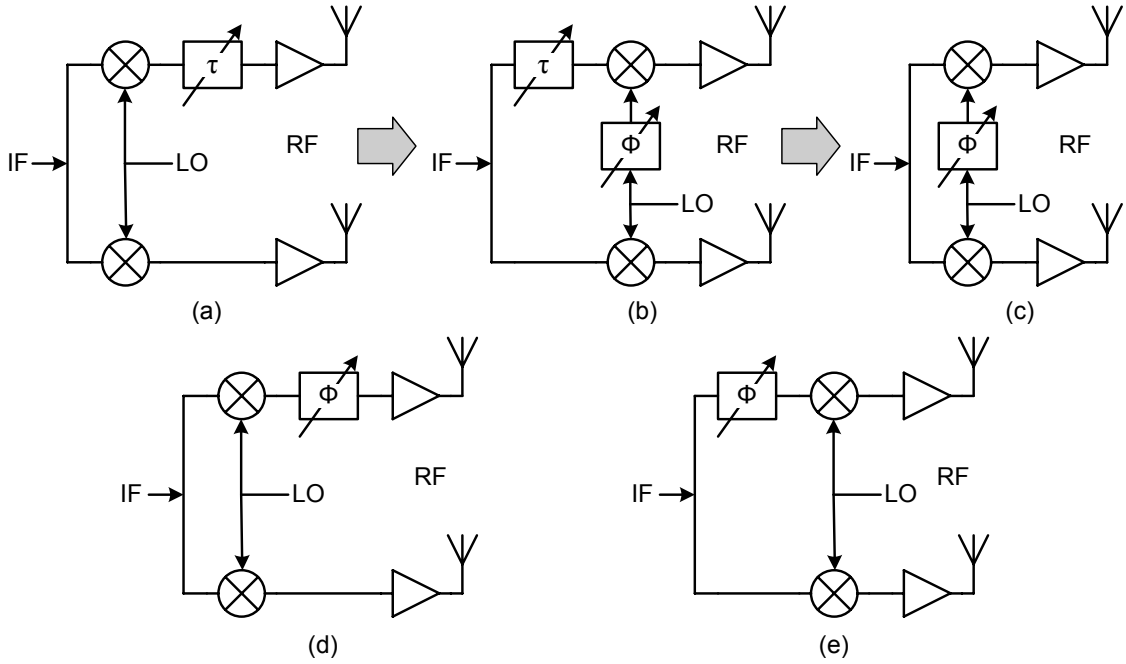 τ
IF
LO
RF
(a)
τ
Φ
IF
LO
RF
(b)
Φ
IF
LO
RF
(c)
Φ
IF
LO
RF
(d)
Φ
IF
LO
RF
(e)